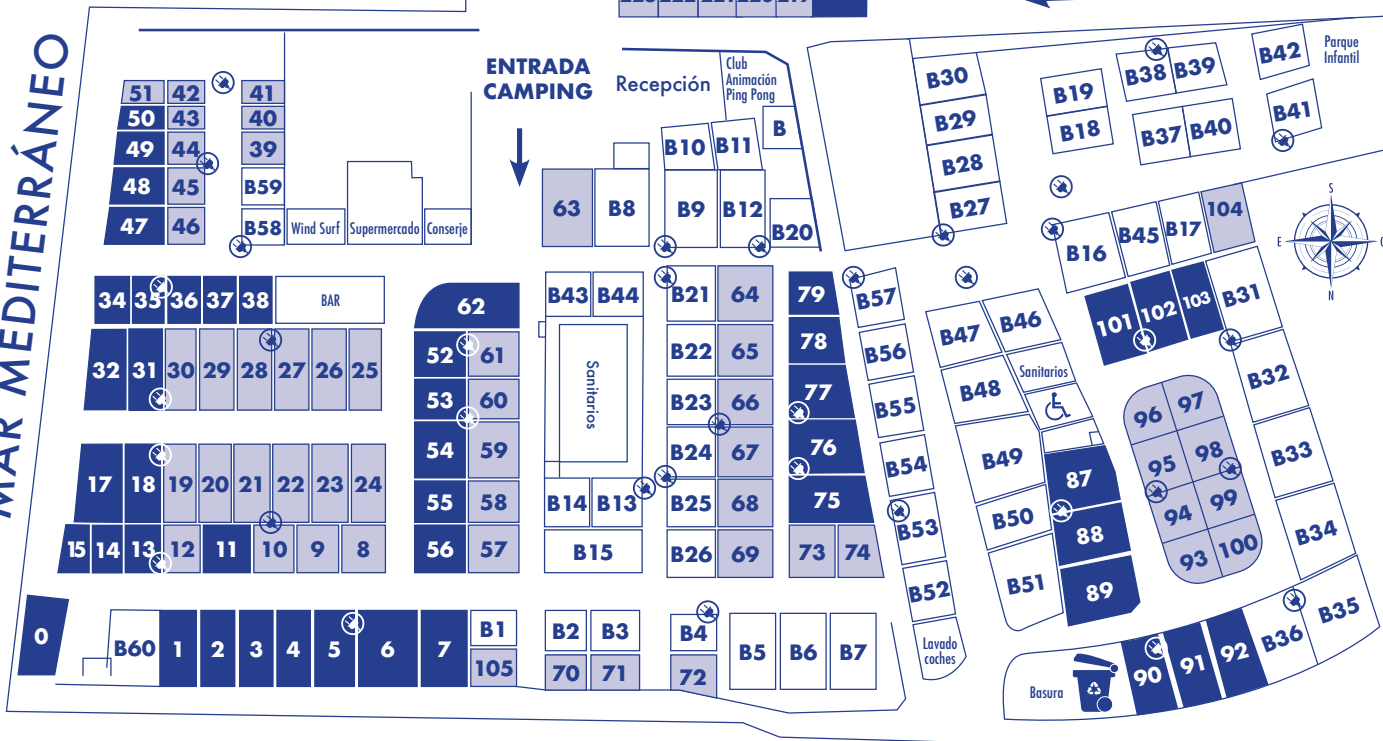 MAR MEDITERRÁNEO
ENTRADA
CAMPING
Recepción
Club
Animación
Ping Pong
B
51 42 41
50 43 40
49 44 39
48 45 B59
47 46 B58
Wind Surf
Supermercado
Conserje
63 B8
B10 B11
B9 B12
B20
B30
B29
B28
B27
B19
B18
B38 B39
B37 B40
B42
B41
Parque
Infantil
B16 B45 B17 104
S
E
N
34 35 36 37 38
BAR
32 31 30 29 28 27 26 25
17 18 19 20 21 22 23 24
15 14 13 12 11 10 9 8
62
52 61
53 60
54 59
55 58
56 57
B43 B44
Sanitarios
B14 B13
B15
B21 64
B22 65
B23 66
B24 67
B25 68
B26 69
79
78
77
76
75
73 74
B57
B56
B55
B54
B53
B52
Lavado
coches
B47 B46
B48
Sanitarios
B49
B50
B51
87
88
89
101 102 103 B31
B32
B33
B34
B35
B36
96 97
95 98
94 99
93 100
0
B60 1 2 3 4 5 6 7
B1
105
B2 B3
70 71
B4
72
B5 B6 B7
Basura
90 91 92